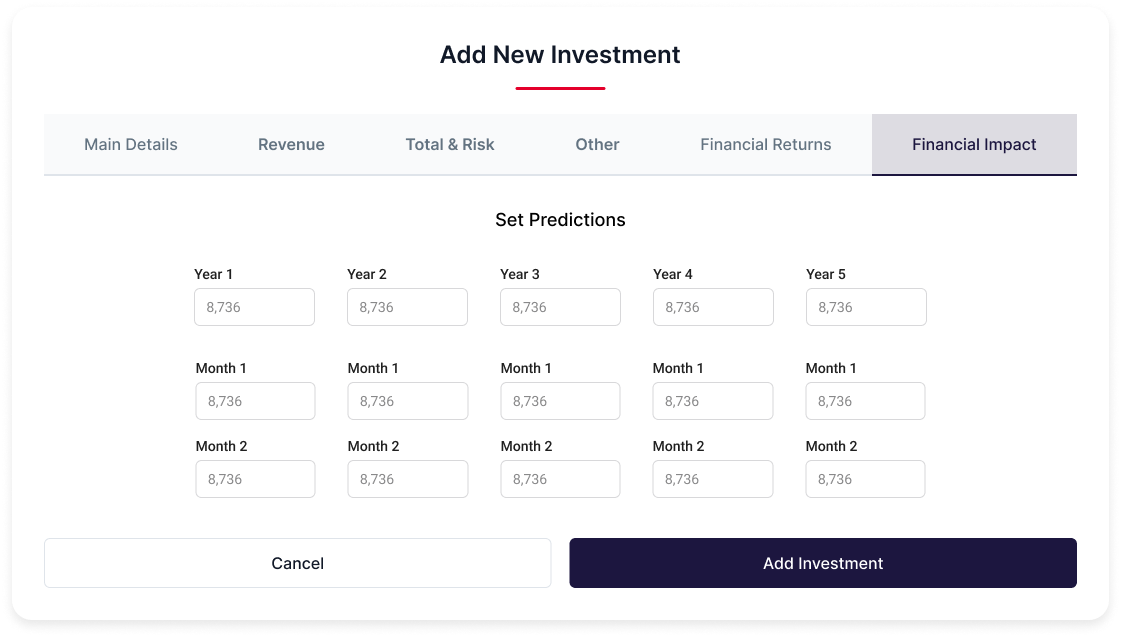 Add New Investment
Main Details Revenue Total & Risk Other Financial Returns Financial Impact
Set Predictions
Year 1 Year 2 Year 3 Year 4 Year 5
8,736 8,736 8,736 8,736 8,736
Month 1 Month 1 Month 1 Month 1 Month 1
8,736 8,736 8,736 8,736 8,736
Month 2 Month 2 Month 2 Month 2 Month 2
8,736 8,736 8,736 8,736 8,736
Cancel Add Investment